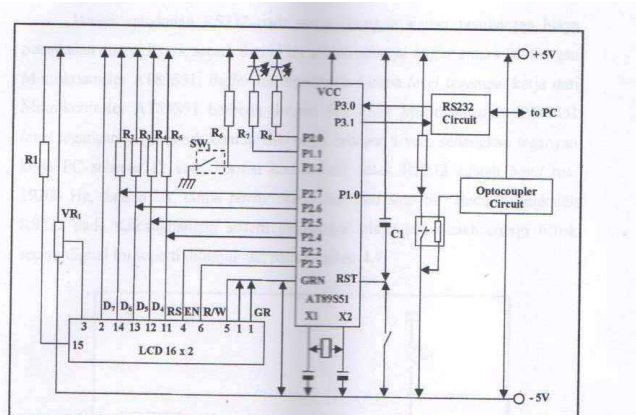 + 5V
VCC
P3.0
P3.1
RS232
Circuit
to PC
R1
R2 R3 R4 R5
R6 R7 R8
SW1
P2.0
P1.1
P1.2
P1.0
Optocoupler
Circuit
VR1
P2.7
P2.6
P2.5
P2.4
P2.2
P2.3
C1
GRN
RST
AT89S51
X1 X2
D7 D6 D5 D4 RS EN R/W GR
3 2 14 13 12 11 4 6 5 1 1
15
LCD 16 x 2
- 5V